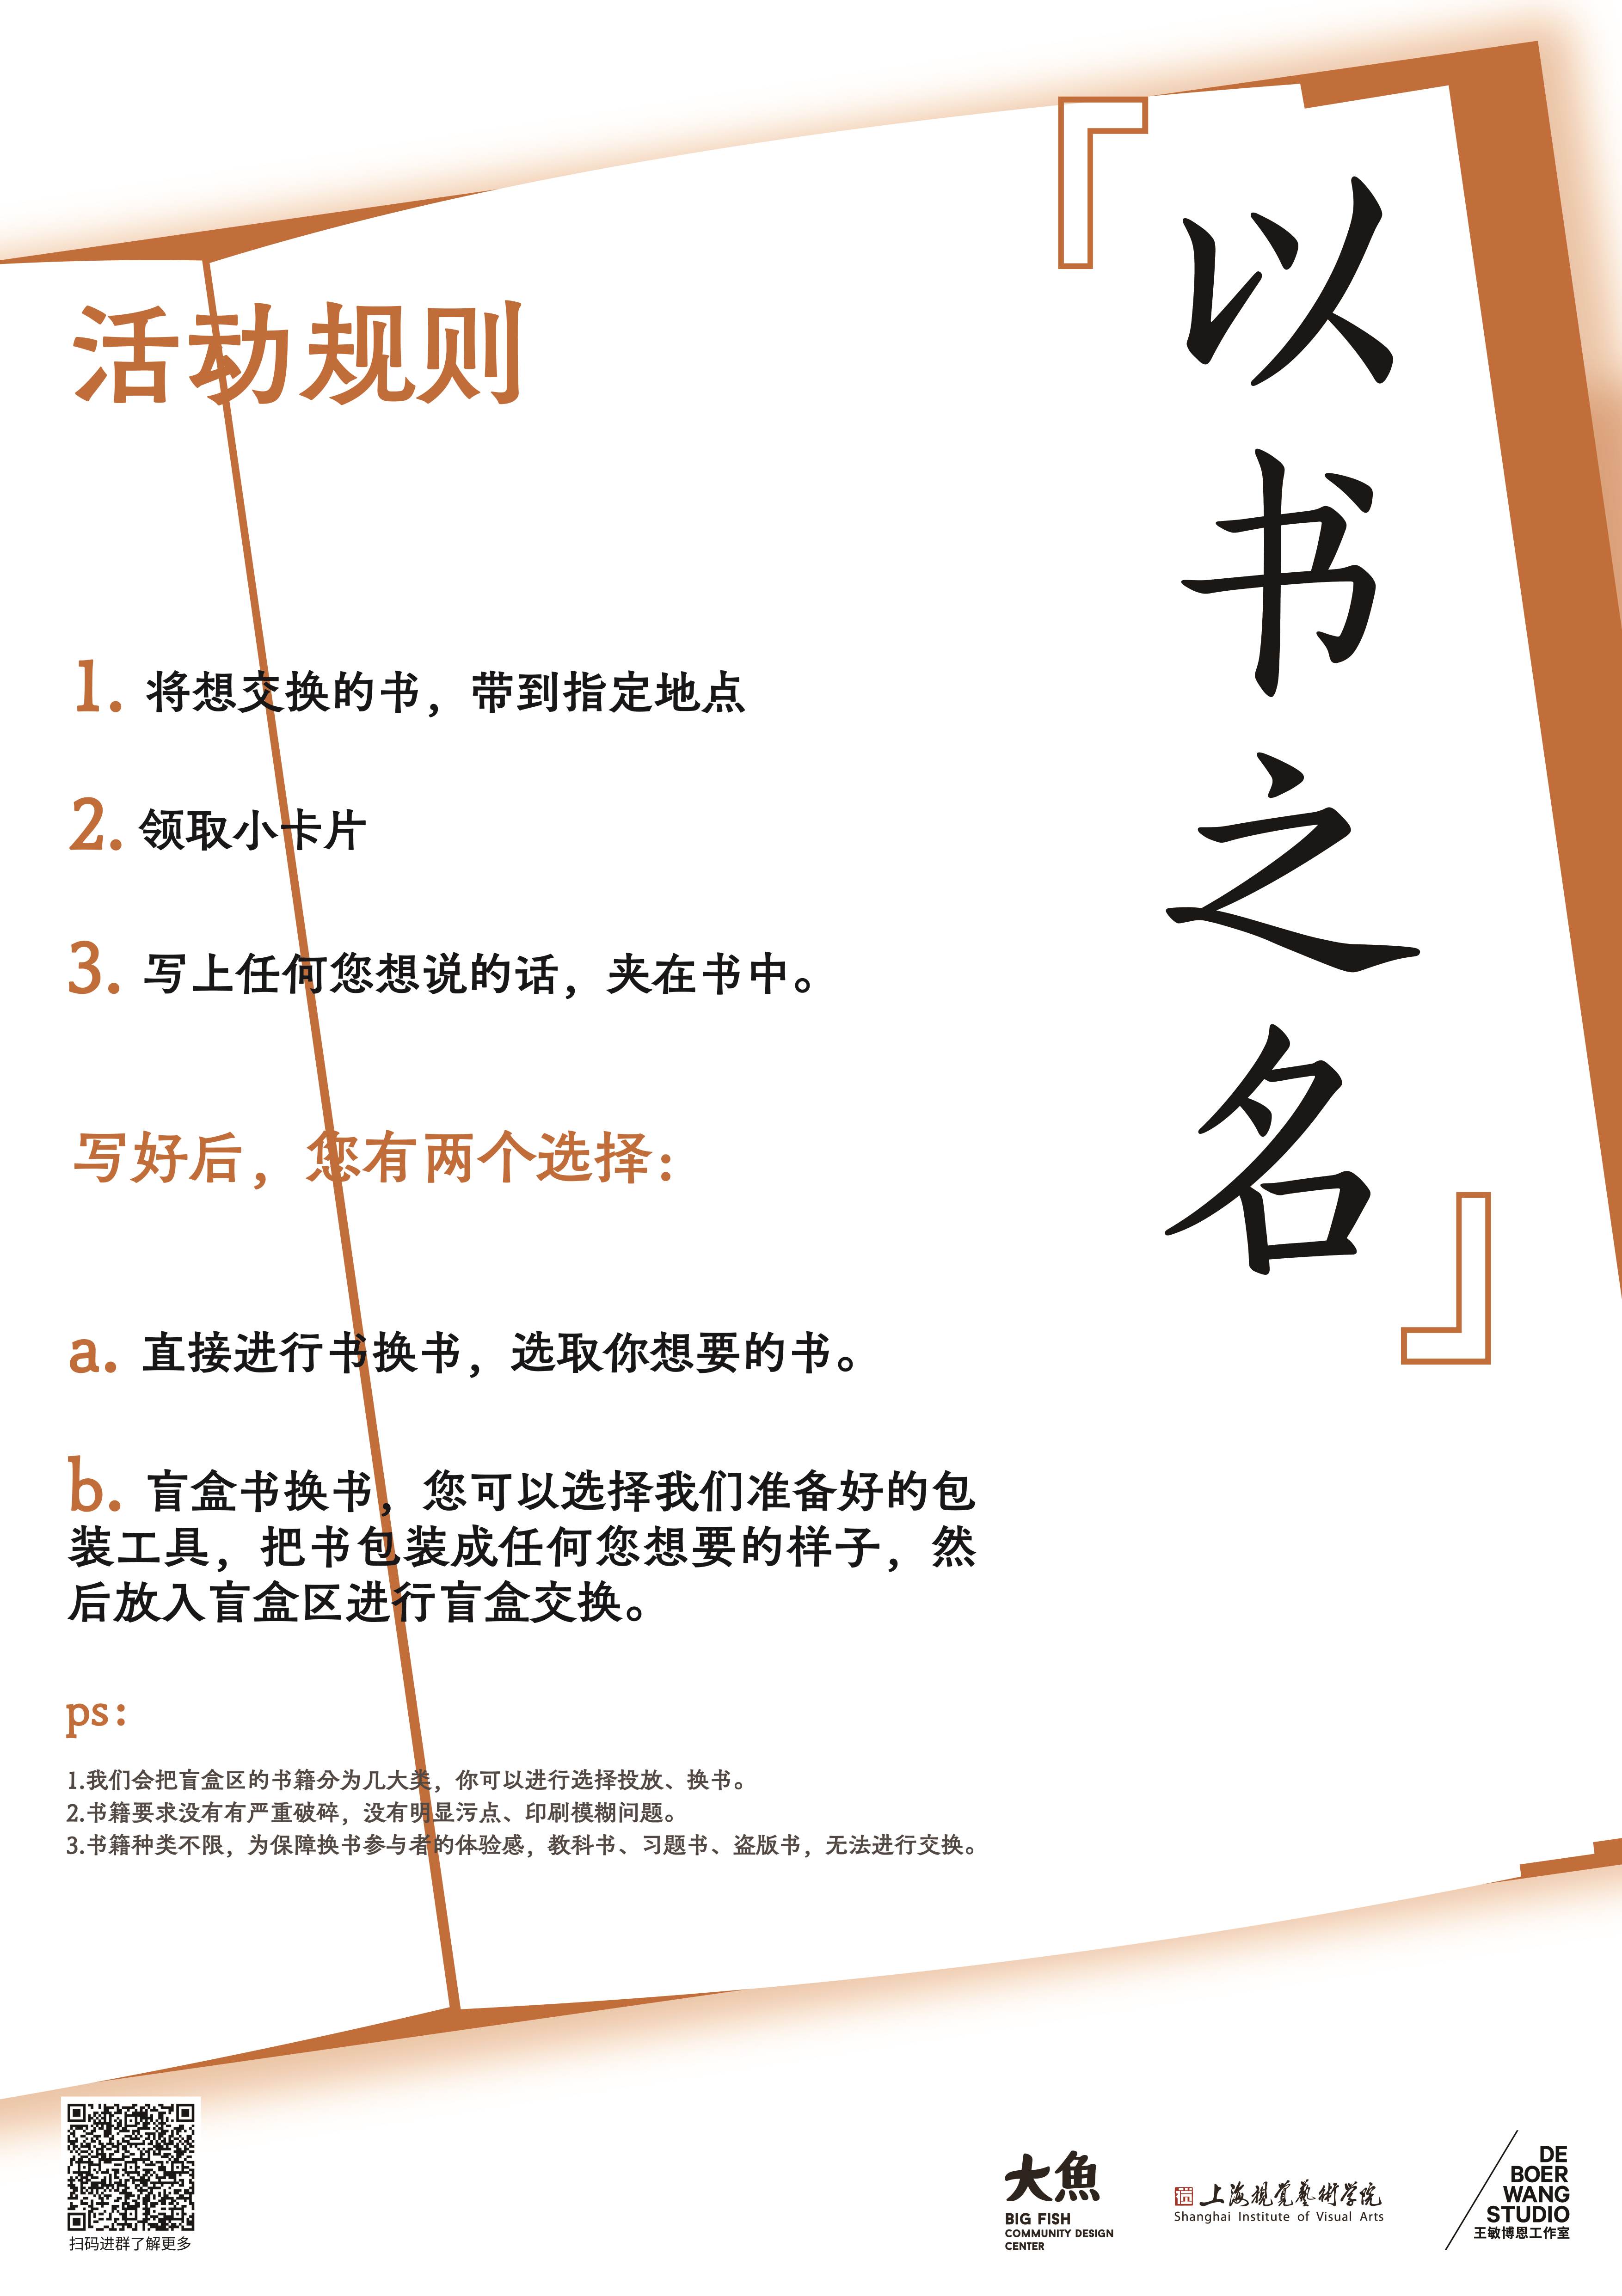 『以书之名』
活动规则
1. 将想交换的书，带到指定地点
2. 领取小卡片
3. 写上任何您想说的话，夹在书中。
写好后，您有两个选择：
a. 直接进行书换书，选取你想要的书。
b. 盲盒书换书，您可以选择我们准备好的包
装工具，把书包装成任何您想要的样子，然
后放入盲盒区进行盲盒交换。
ps：
1.我们会把盲盒区的书籍分为几大类，你可以进行选择投放、换书。
2.书籍要求没有有严重破碎，没有明显污点、印刷模糊问题。
3.书籍种类不限，为保障换书参与者的体验感，教科书、习题书、盗版书，无法进行交换。
扫码进群了解更多
大魚
BIG FISH
COMMUNITY DESIGN
CENTER
上海視覺藝術学院
Shanghai Institute of Visual Arts
DE
BOER
WANG
STUDIO
王敏博恩工作室